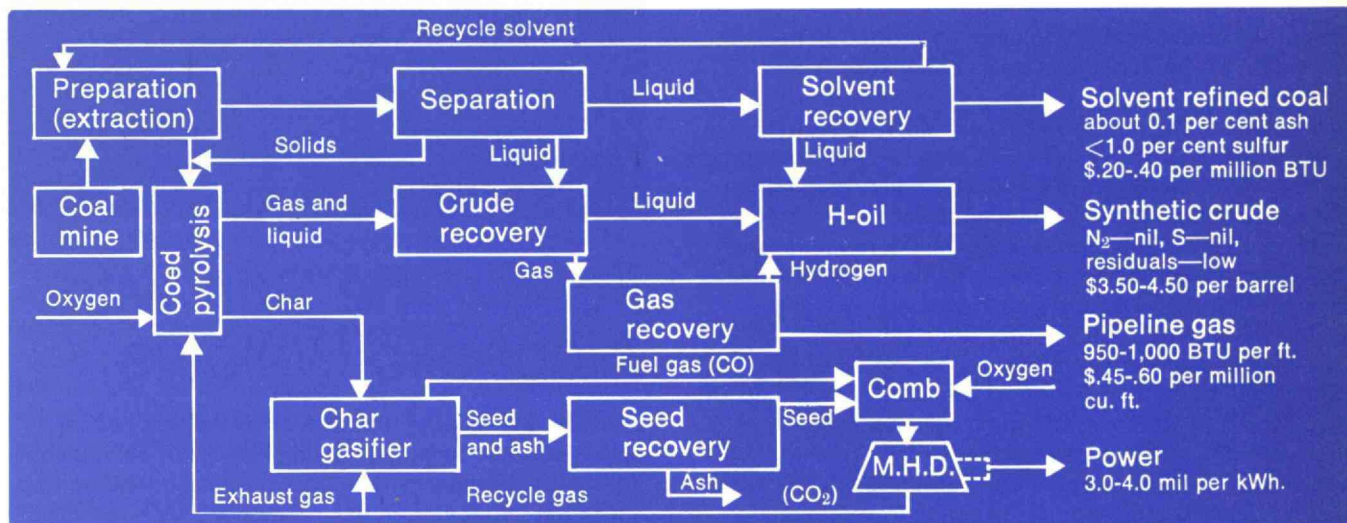 Recycle solvent
Preparation
(extraction)
Separation
Liquid
Solvent
recovery
Solvent refined coal
about 0.1 per cent ash
<1.0 per cent sulfur
$.20-.40 per million BTU
Solids
Liquid
Liquid
Coal
mine
Coed
pyrolysis
Gas and
liquid
Crude
recovery
Liquid
H-oil
Synthetic crude
N₂—nil, S—nil,
residuals—low
$3.50-4.50 per barrel
Gas
Hydrogen
Oxygen
Char
Gas
recovery
Pipeline gas
950-1,000 BTU per ft.
$.45-.60 per million
cu. ft.
Fuel gas (CO)
Comb
Oxygen
Char
gasifier
Seed
and ash
Seed
recovery
Seed
M.H.D.
Power
3.0-4.0 mil per kWh.
Ash
Exhaust gas
Recycle gas
(CO₂)